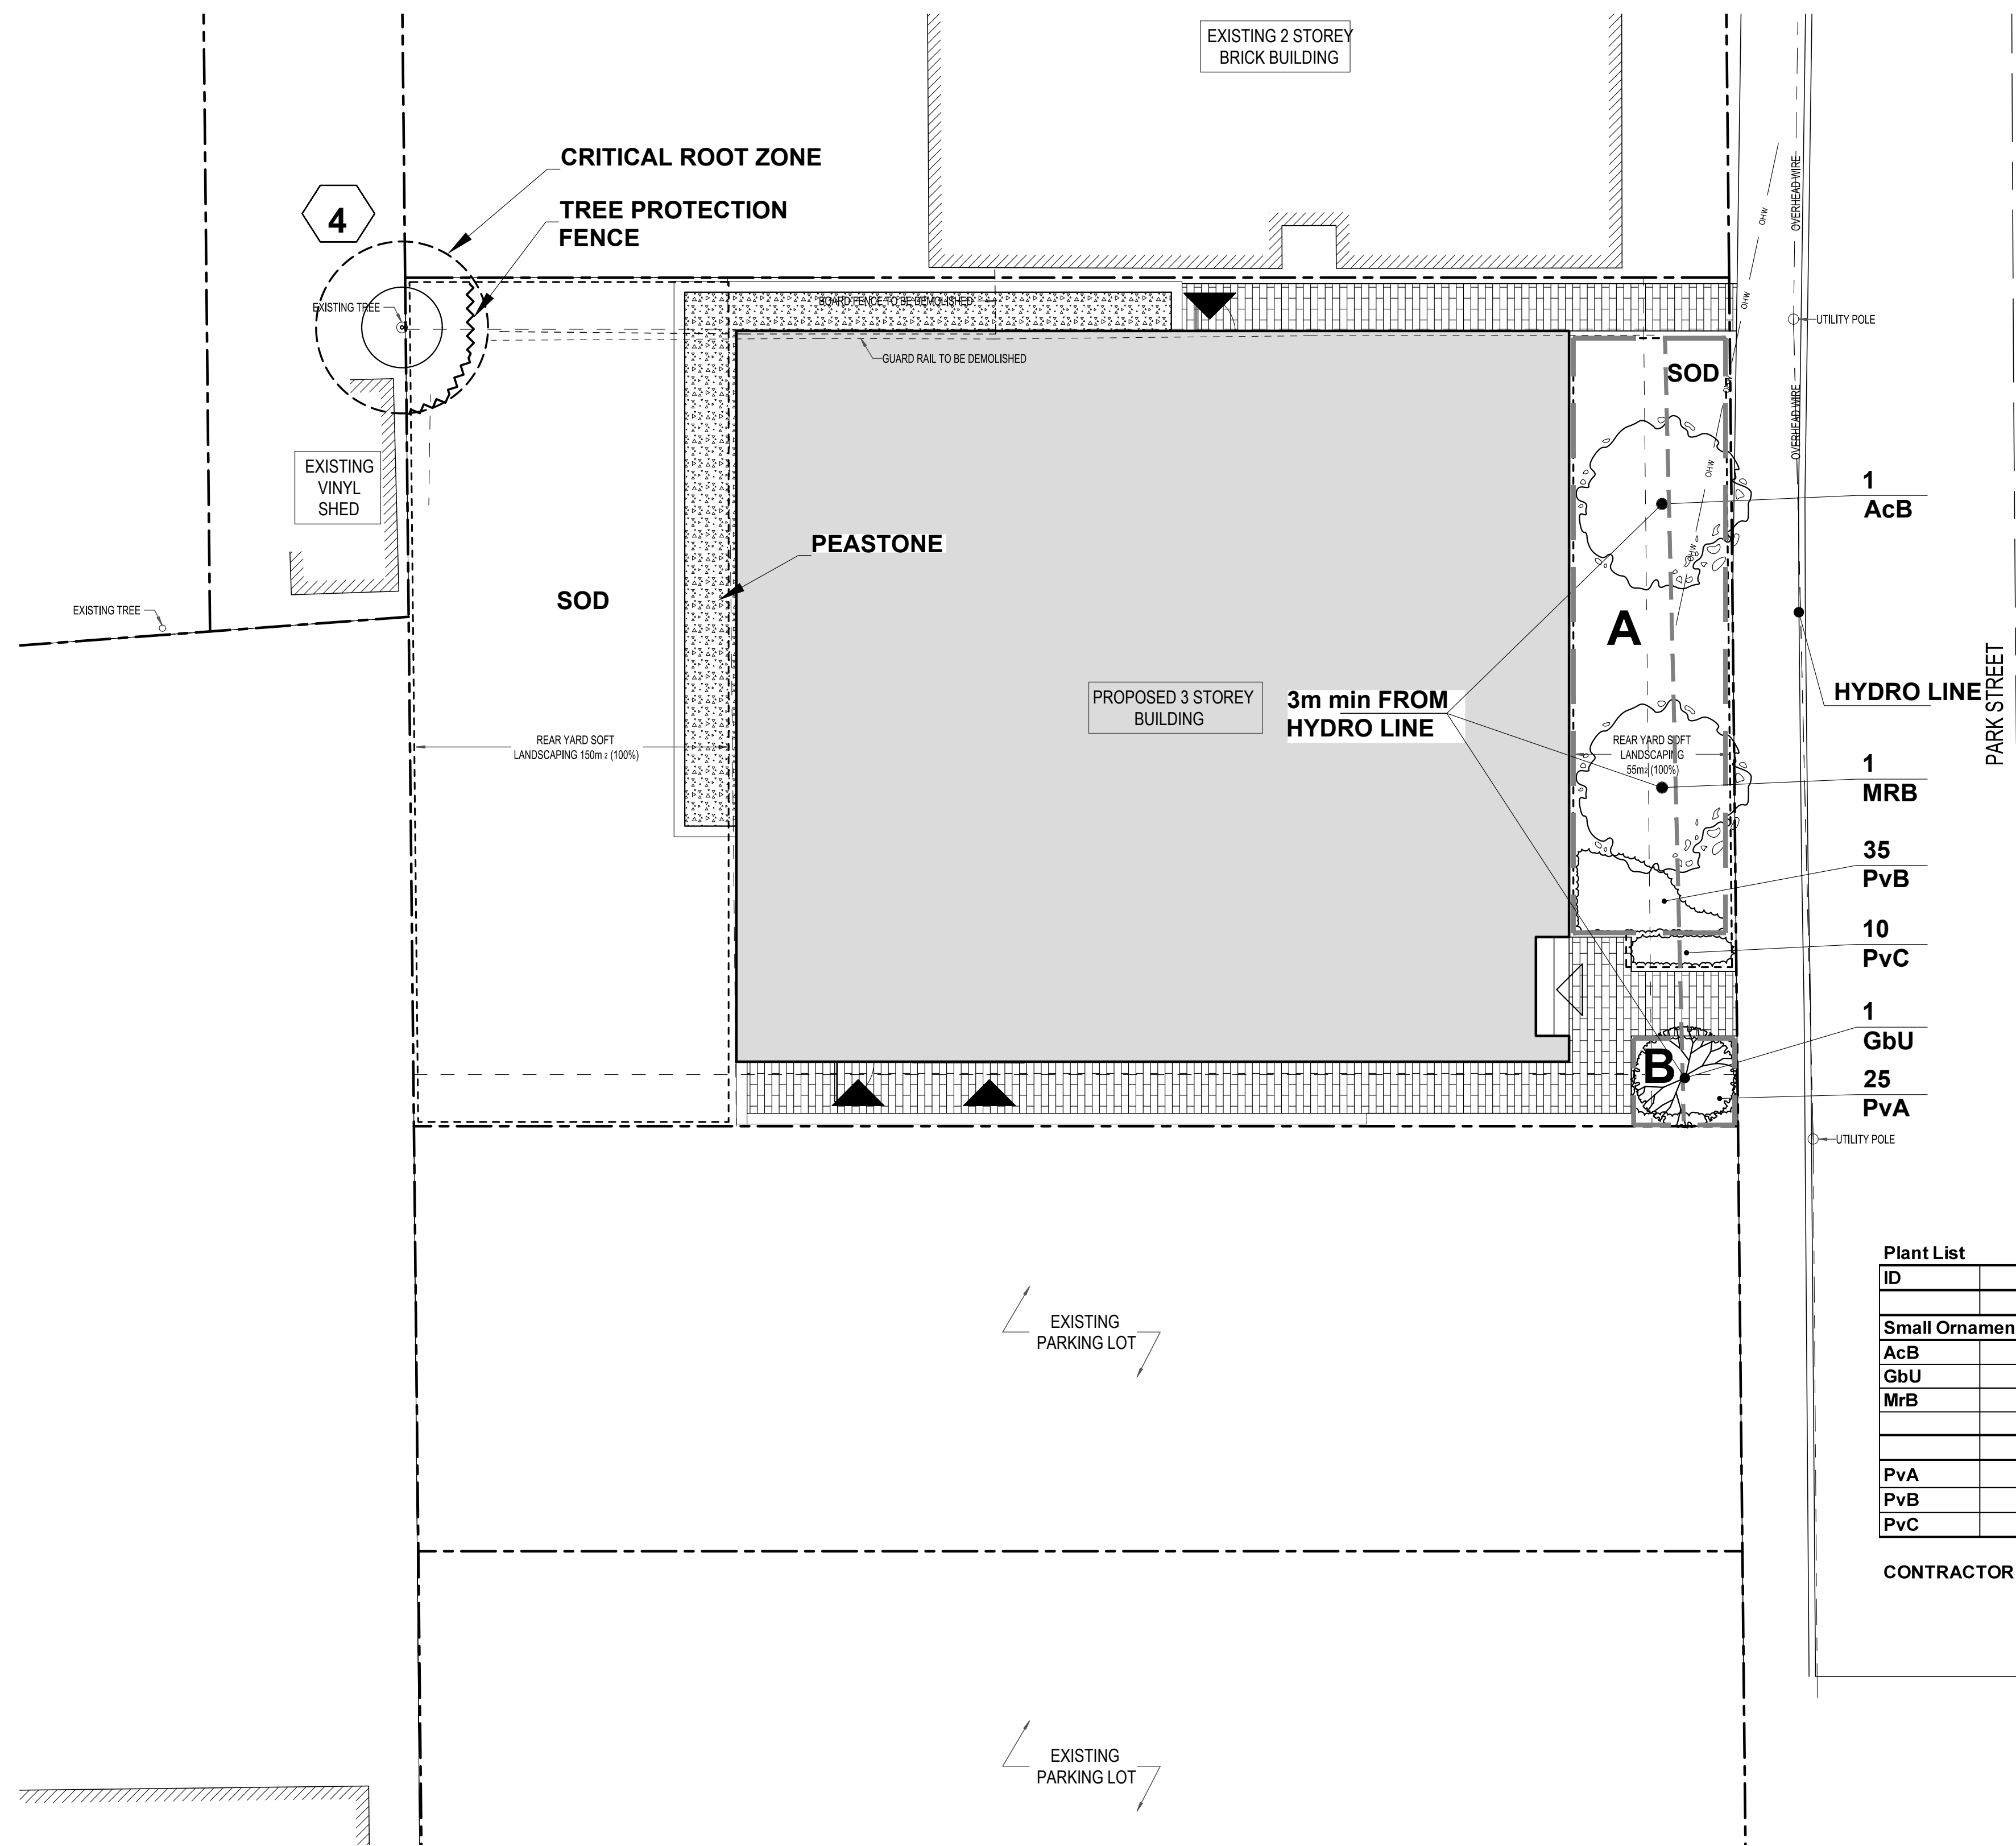 EXISTING 2 STOREY
BRICK BUILDING
CRITICAL ROOT ZONE
TREE PROTECTION
FENCE
4
EXISTING TREE
BOARD FENCE TO BE DEMOLISHED
GUARD RAIL TO BE DEMOLISHED
OVERHEAD WIRE
OHW
OHW
UTILITY POLE
SOD
OVERHEAD WIRE
OHW
OHW
EXISTING
VINYL
SHED
1
AcB
PEASTONE
SOD
EXISTING TREE
A
PROPOSED 3 STOREY
BUILDING
3m min FROM
HYDRO LINE
HYDRO LINE
PARK STREET
REAR YARD SOFT
LANDSCAPING 150m 2 (100%)
REAR YARD SOFT
LANDSCAPING
55m2 (100%)
1
MRB
35
PvB
10
PvC
1
GbU
B
25
PvA
UTILITY POLE
Plant List
ID
Small Ornamen
AcB
GbU
MrB
PvA
PvB
PvC
CONTRACTOR
EXISTING
PARKING LOT
EXISTING
PARKING LOT